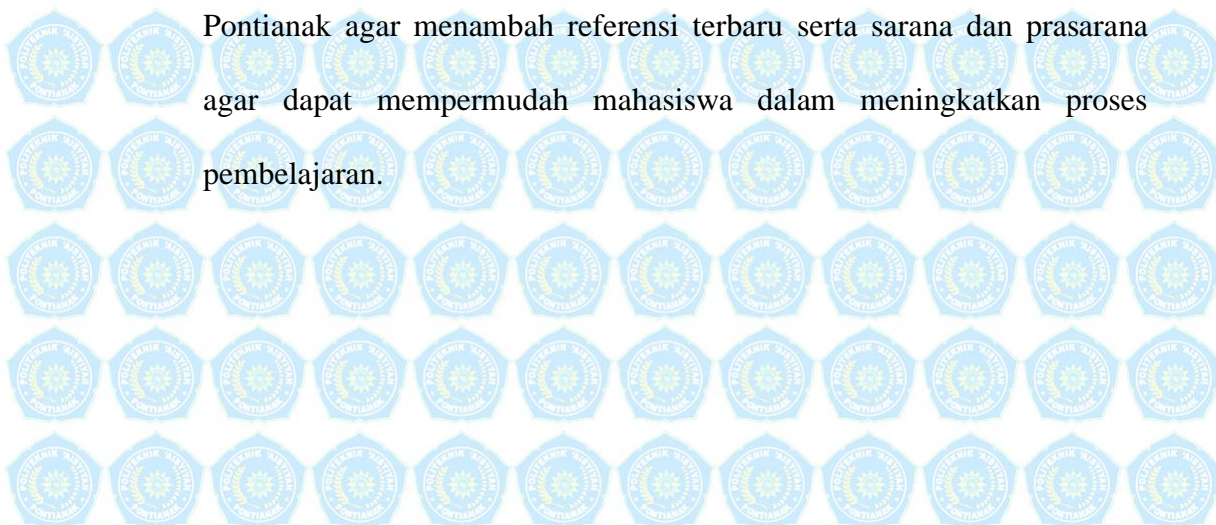 Pontianak agar menambah referensi terbaru serta sarana dan prasarana
agar dapat mempermudah mahasiswa dalam meningkatkan proses
pembelajaran.